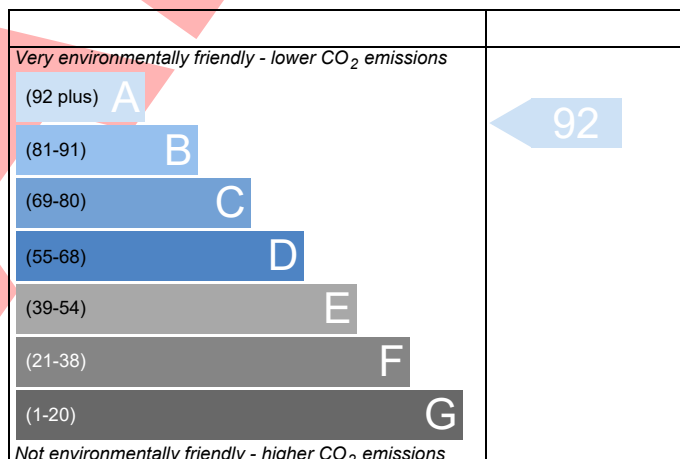 Very environmentally friendly - lower CO2 emissions
(92 plus) A
92
(81-91) B
(69-80) C
(55-68) D
(39-54) E
(21-38) F
(1-20) G
Not environmentally friendly - higher CO2 emissions